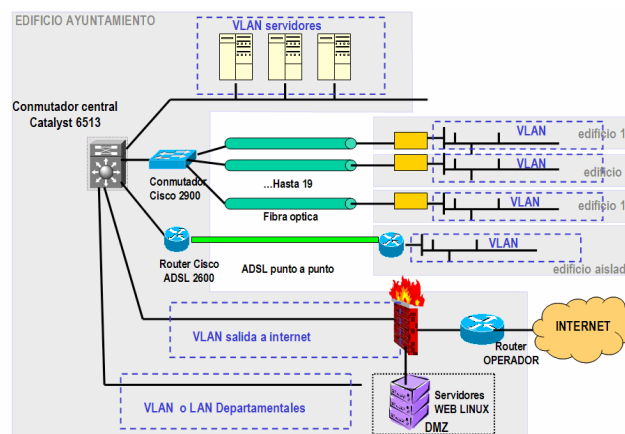 EDIFICIO AYUNTAMIENTO
VLAN servidores
Conmutador central
Catalyst 6513
VLAN
edificio 1
Conmutador
Cisco 2900
...Hasta 19
VLAN
edificio
Fibra optica
VLAN
edificio 1
Router Cisco
ADSL 2600
ADSL punto a punto
VLAN
edificio aislad
VLAN salida a internet
Router
OPERADOR
INTERNET
VLAN o LAN Departamentales
Servidores
WEB LINUX
DMZ